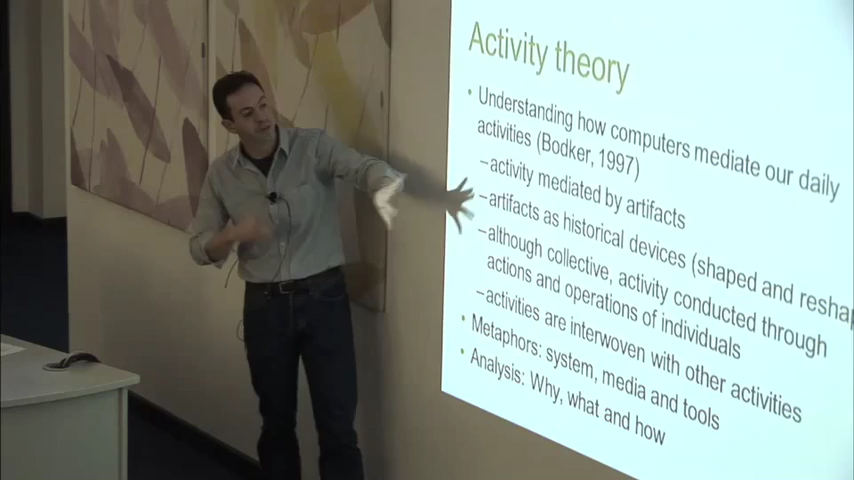 Activity theory
• Understanding how computers mediate our daily
activities (Bodker, 1997)
–activity mediated by artifacts
–artifacts as historical devices (shaped and reshap
–although collective, activity conducted through
actions and operations of individuals
–activities are interwoven with other activities
• Metaphors: system, media and tools
• Analysis: Why, what and how